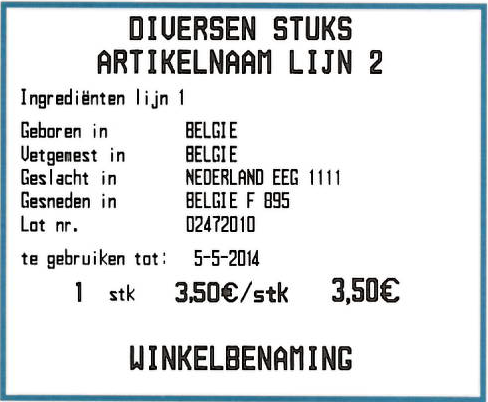 DIVERSEN STUKS
ARTIKELNAAM LIJN 2
Ingrediënten lijn 1
Geboren in BELGIE
Vetgemest in BELGIE
Geslacht in NEDERLAND EEG 1111
Gesneden in BELGIE F 895
Lot nr. 02472010
te gebruiken tot: 5-5-2014
1 stk 3,50€/stk 3,50€
WINKELBENAMING